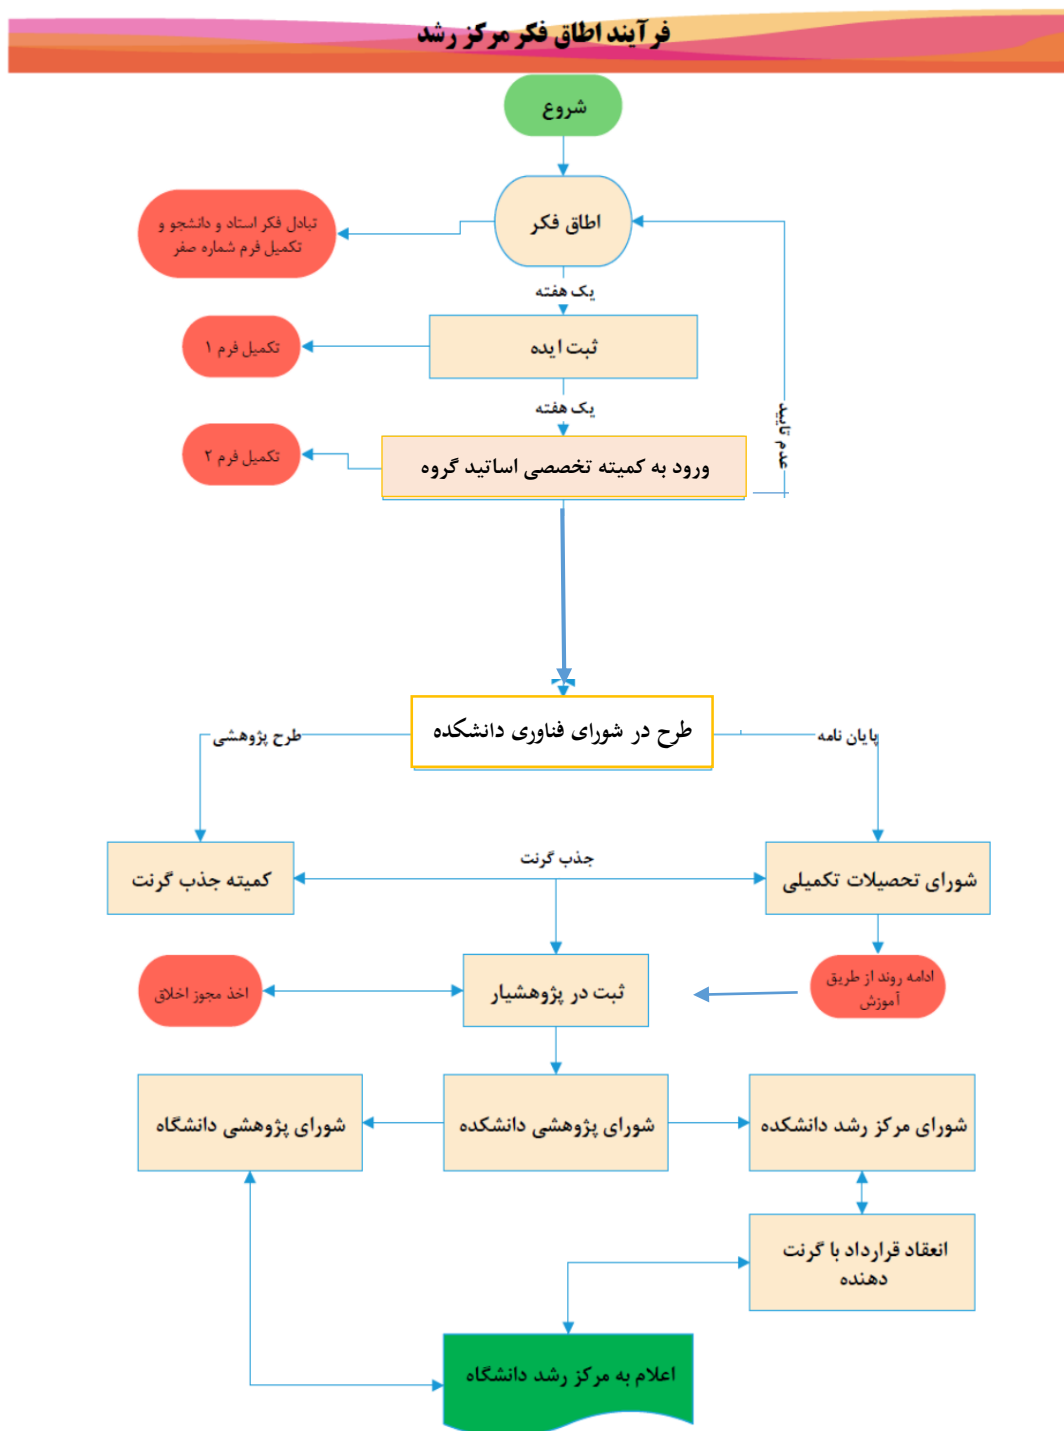 فرآیند اطاق فکر مرکز رشد
شروع
اطاق فکر
تبادل فکر استاد و دانشجو و
تکمیل فرم شماره صفر
یک هفته
ثبت ایده
تکمیل فرم ۱
یک هفته
عدم تایید
ورود به کمیته تخصصی اساتید گروه
تکمیل فرم ۲
طرح در شورای فناوری دانشکده
پایان نامه
طرح پژوهشی
شورای تحصیلات تکمیلی
جذب گرنت
کمیته جذب گرنت
ادامه روند از طریق
آموزش
ثبت در پژوهشیار
اخذ مجوز اخلاق
شورای مرکز رشد دانشکده
شورای پژوهشی دانشکده
شورای پژوهشی دانشگاه
انعقاد قرارداد با گرنت
دهنده
اعلام به مرکز رشد دانشگاه